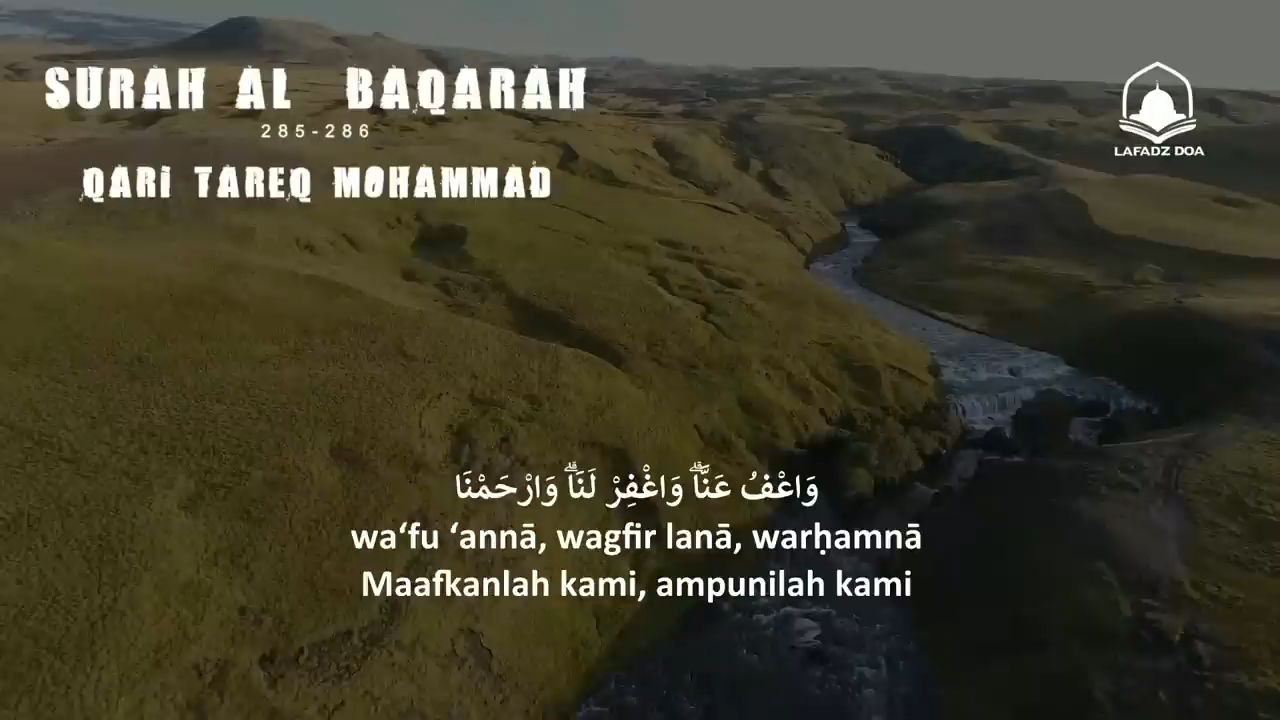 SURAH AL BAQARAH
285-286
QARI TAREQ MOHAMMAD
LAFADZ DOA
وَاعْفُ عَنَّاۗ وَاغْفِرْ لَنَاۗ وَارْحَمْنَا
wa‘fu ‘annā, wagfir lanā, warḥamnā
Maafkanlah kami, ampunilah kami